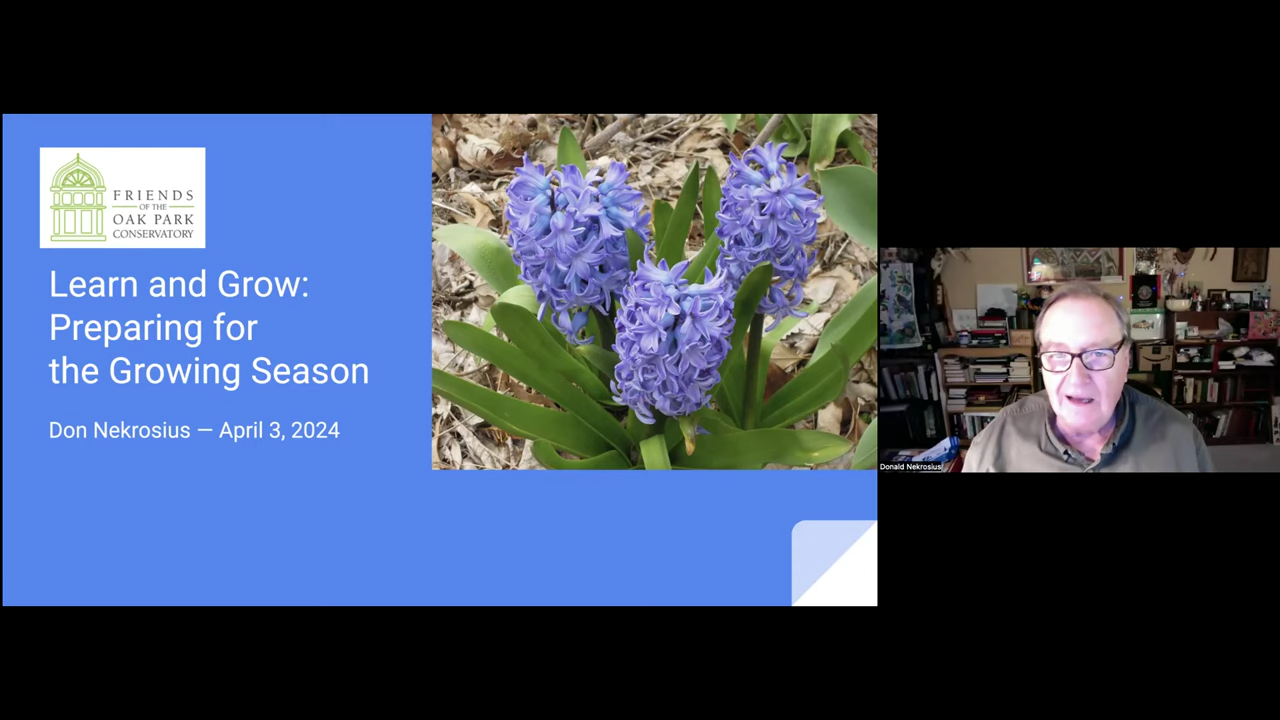 FRIENDS
OF THE
OAK PARK
CONSERVATORY
Learn and Grow:
Preparing for
the Growing Season
Don Nekrosius — April 3, 2024
Donald Nekrosius